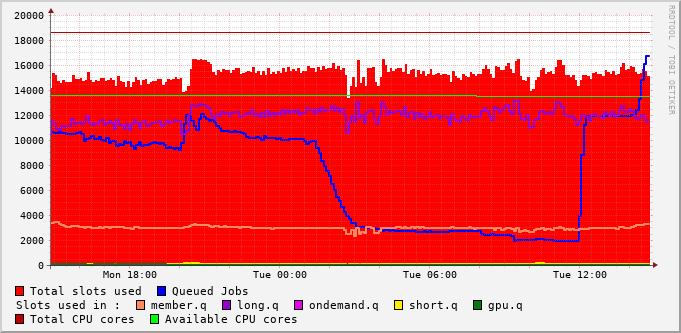 20000
18000
16000
14000
12000
10000
8000
6000
4000
2000
0
Mon 18:00 Tue 00:00 Tue 06:00 Tue 12:00
RRDTOOL / TOBI OETIKER
Total slots used Queued Jobs
Slots used in : member.q long.q ondemand.q short.q gpu.q
Total CPU cores Available CPU cores